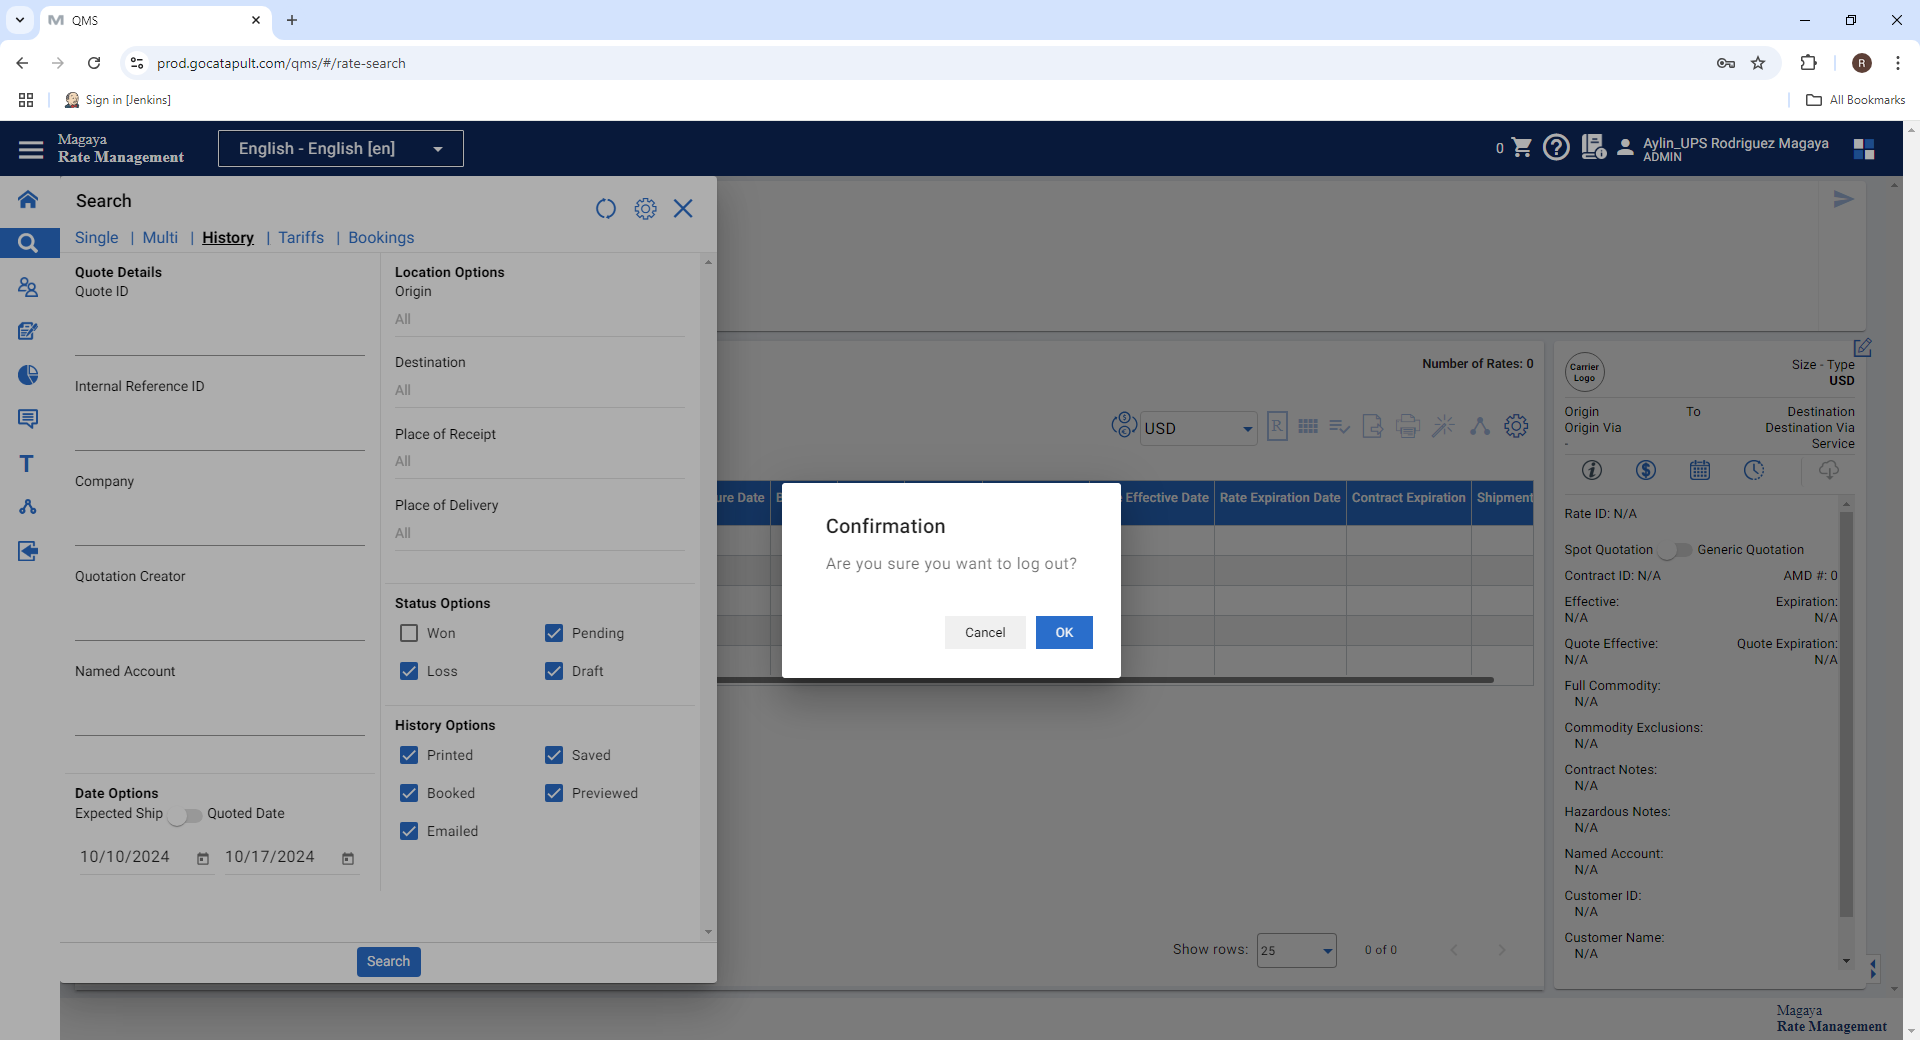 QMS
prod.gocatapult.com/qms/#/rate-search
R
Sign in [Jenkins]
All Bookmarks
Magaya
Rate Management
English - English [en]
0
Aylin_UPS Rodriguez Magaya
ADMIN
Search
Single | Multi | History | Tariffs | Bookings
Quote Details
Quote ID
Internal Reference ID
Company
Quotation Creator
Named Account
Date Options
Expected Ship
Quoted Date
10/10/2024
10/17/2024
Location Options
Origin
All
Destination
All
Place of Receipt
All
Place of Delivery
All
Status Options
Won
Pending
Loss
Draft
History Options
Printed
Saved
Booked
Previewed
Emailed
Search
Number of Rates: 0
USD
R
ure Date
Effective Date
Rate Expiration Date
Contract Expiration
Shipment
Confirmation
Are you sure you want to log out?
Cancel
OK
Show rows:
25
0 of 0
Carrier
Logo
Size - Type
USD
Origin
To
Destination
Origin Via
Destination Via
-
Service
Rate ID: N/A
Spot Quotation
Generic Quotation
Contract ID: N/A
AMD #: 0
Effective:
Expiration:
N/A
N/A
Quote Effective:
Quote Expiration:
N/A
N/A
Full Commodity:
N/A
Commodity Exclusions:
N/A
Contract Notes:
N/A
Hazardous Notes:
N/A
Named Account:
N/A
Customer ID:
N/A
Customer Name:
N/A
Magaya
Rate Management